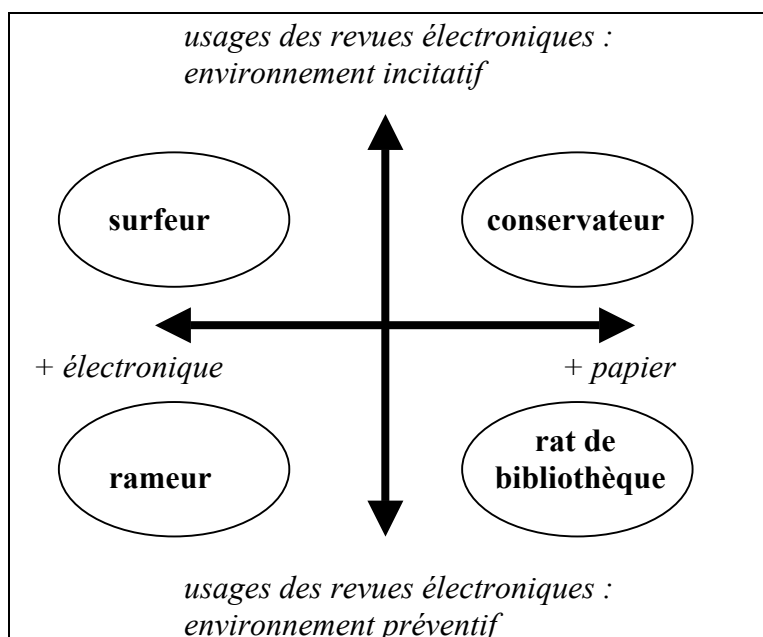 usages des revues électroniques :
environnement incitatif
surfeur
conservateur
+ électronique
+ papier
rameur
rat de
bibliothèque
usages des revues électroniques :
environnement préventif